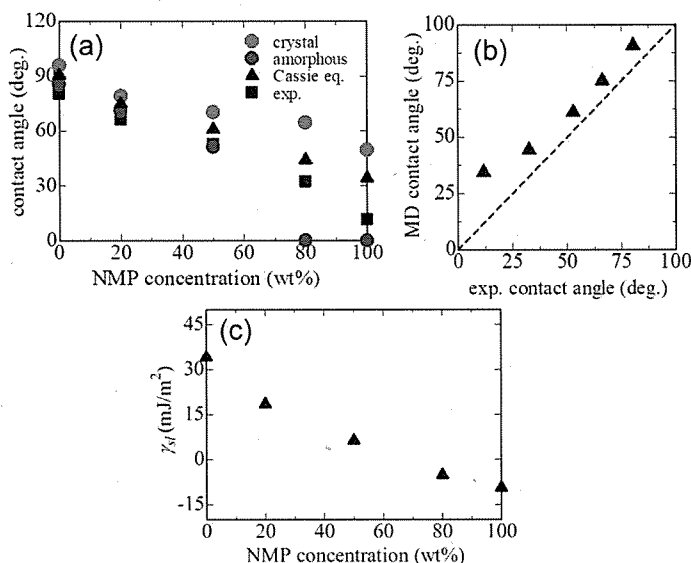 (a)
crystal
amorphous
Cassie eq.
exp.
contact angle (deg.)
120
90
60
30
0
0 20 40 60 80 100
NMP concentration (wt%)
(b)
MD contact angle (deg.)
100
75
50
25
0
0 25 50 75 100
exp. contact angle (deg.)
(c)
γsl (mJ/m²)
45
30
15
0
-15
0 20 40 60 80 100
NMP concentration (wt%)